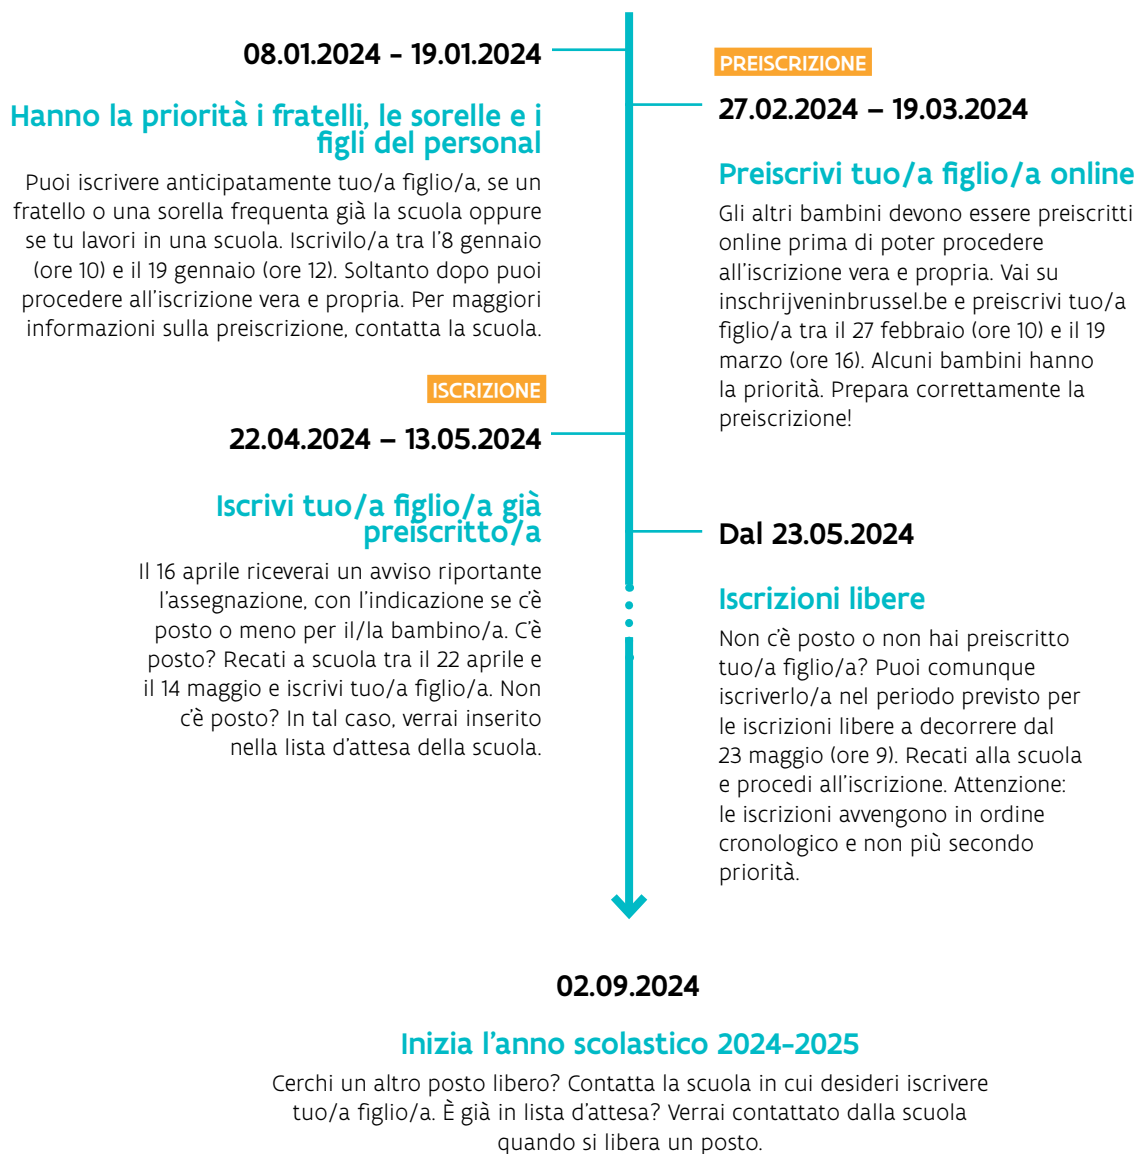 08.01.2024 - 19.01.2024
Hanno la priorità i fratelli, le sorelle e i
figli del personal
Puoi iscrivere anticipatamente tuo/a figlio/a, se un
fratello o una sorella frequenta già la scuola oppure
se tu lavori in una scuola. Iscrivilo/a tra l'8 gennaio
(ore 10) e il 19 gennaio (ore 12). Soltanto dopo puoi
procedere all'iscrizione vera e propria. Per maggiori
informazioni sulla preiscrizione, contatta la scuola.
PREISCRIZIONE
27.02.2024 – 19.03.2024
Preiscrivi tuo/a figlio/a online
Gli altri bambini devono essere preiscritti
online prima di poter procedere
all'iscrizione vera e propria. Vai su
inschrijveninbrussel.be e preiscrivi tuo/a
figlio/a tra il 27 febbraio (ore 10) e il 19
marzo (ore 16). Alcuni bambini hanno
la priorità. Prepara correttamente la
preiscrizione!
ISCRIZIONE
22.04.2024 – 13.05.2024
Iscrivi tuo/a figlio/a già
preiscritto/a
Il 16 aprile riceverai un avviso riportante
l'assegnazione, con l'indicazione se c'è
posto o meno per il/la bambino/a. C'è
posto? Recati a scuola tra il 22 aprile e
il 14 maggio e iscrivi tuo/a figlio/a. Non
c'è posto? In tal caso, verrai inserito
nella lista d'attesa della scuola.
Dal 23.05.2024
Iscrizioni libere
Non c'è posto o non hai preiscritto
tuo/a figlio/a? Puoi comunque
iscriverlo/a nel periodo previsto per
le iscrizioni libere a decorrere dal
23 maggio (ore 9). Recati alla scuola
e procedi all'iscrizione. Attenzione:
le iscrizioni avvengono in ordine
cronologico e non più secondo
priorità.
02.09.2024
Inizia l'anno scolastico 2024-2025
Cerchi un altro posto libero? Contatta la scuola in cui desideri iscrivere
tuo/a figlio/a. È già in lista d'attesa? Verrai contattato dalla scuola
quando si libera un posto.